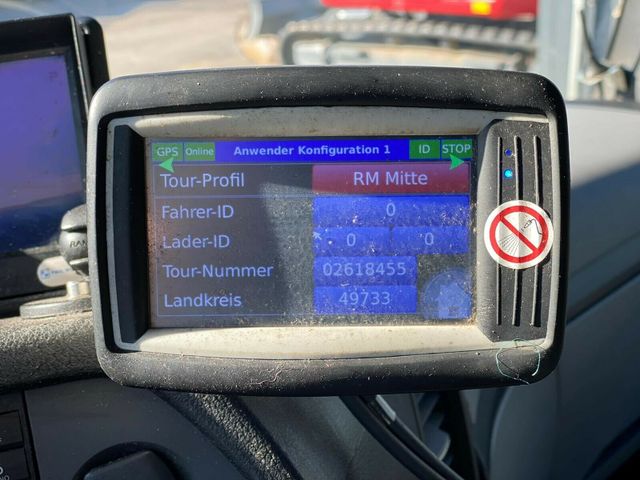 GPS Online Anwender Konfiguration 1 ID STOP
Tour-Profil RM Mitte
Fahrer-ID 0
Lader-ID 0 0
Tour-Nummer 02618455
Landkreis 49733